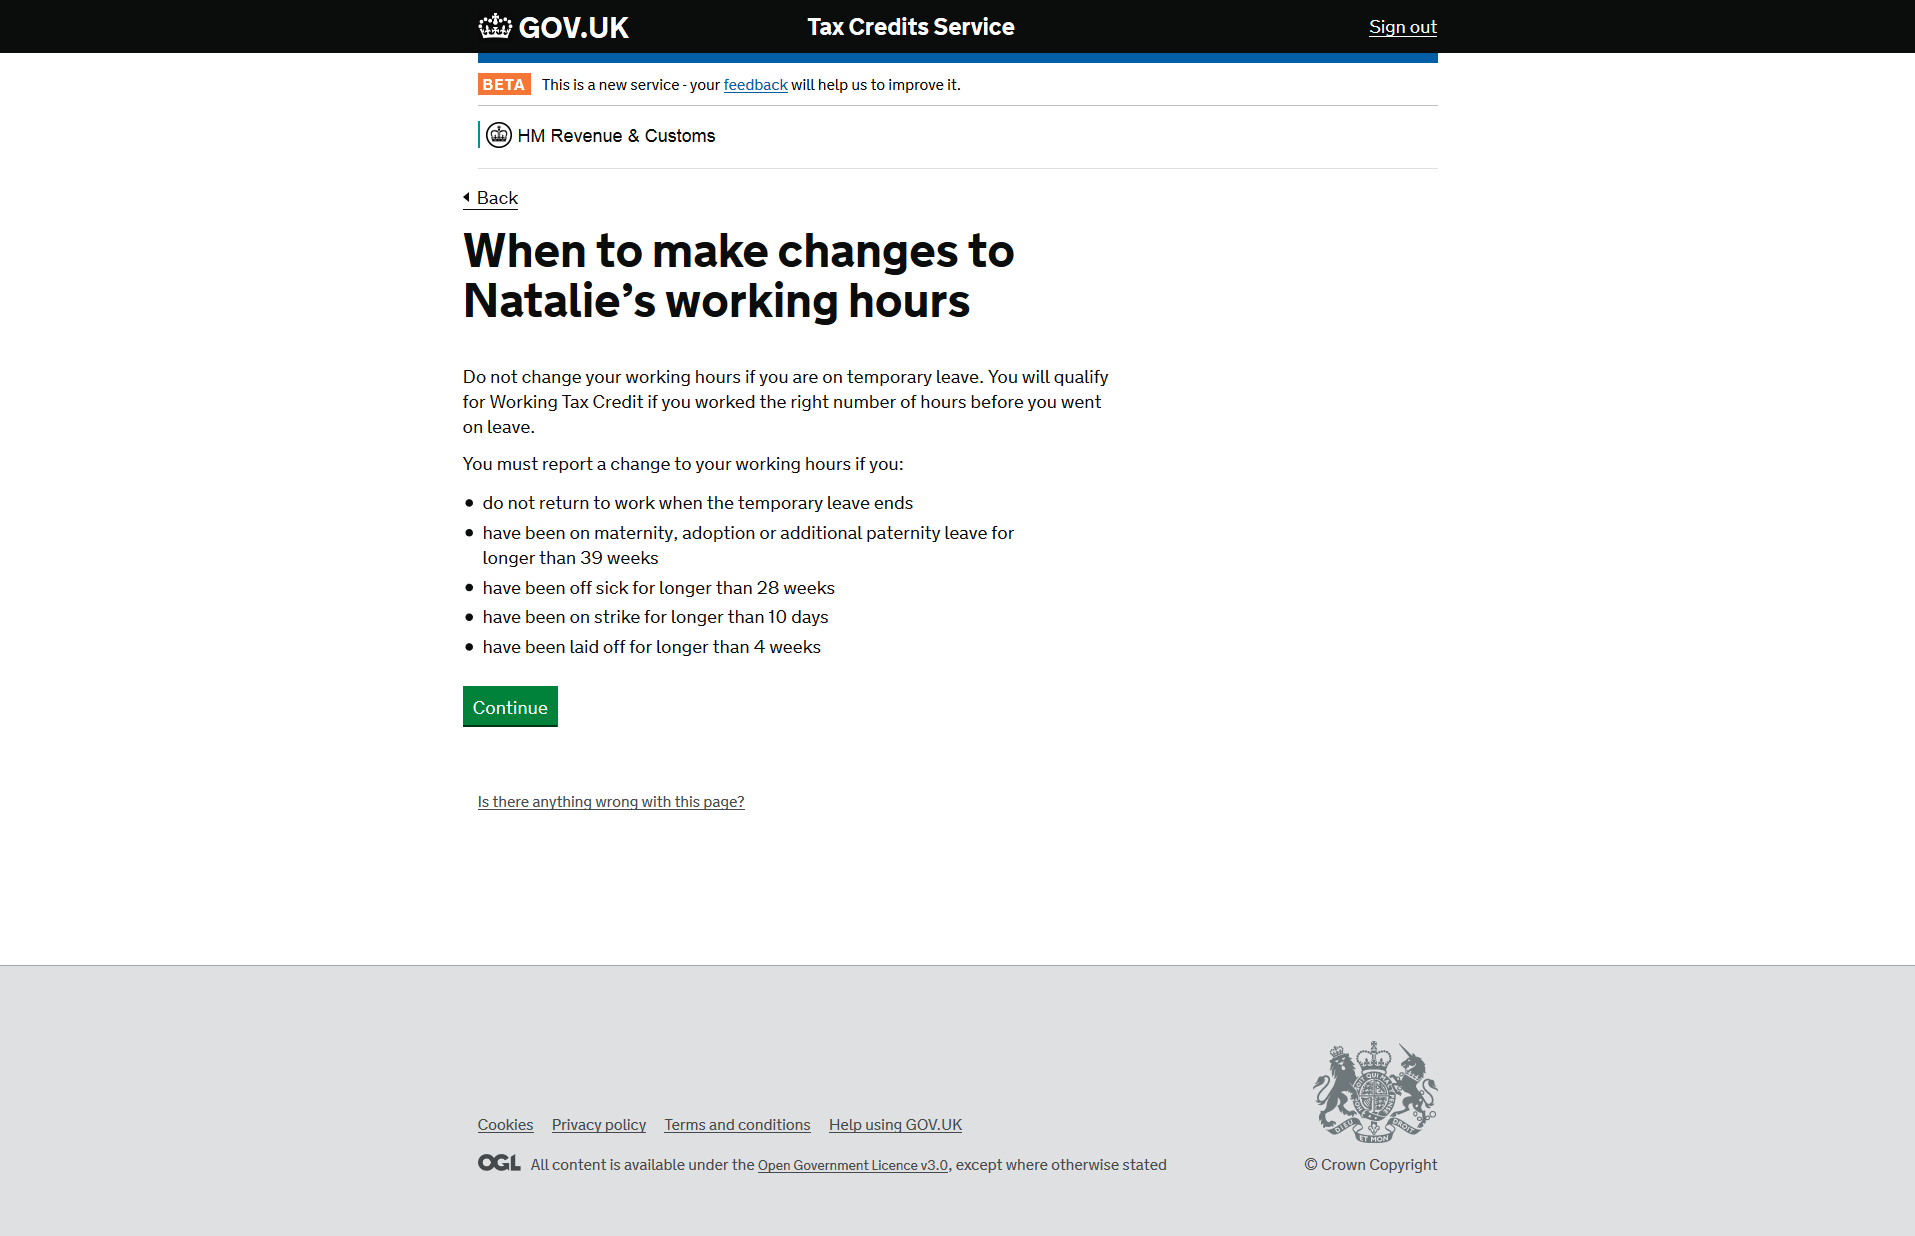 GOV.UK
Tax Credits Service
Sign out
BETA
This is a new service - your feedback will help us to improve it.
HM Revenue & Customs
Back
When to make changes to
Natalie’s working hours
Do not change your working hours if you are on temporary leave. You will qualify
for Working Tax Credit if you worked the right number of hours before you went
on leave.
You must report a change to your working hours if you:
do not return to work when the temporary leave ends
have been on maternity, adoption or additional paternity leave for
longer than 39 weeks
have been off sick for longer than 28 weeks
have been on strike for longer than 10 days
have been laid off for longer than 4 weeks
Continue
Is there anything wrong with this page?
Cookies
Privacy policy
Terms and conditions
Help using GOV.UK
OGL
All content is available under the Open Government Licence v3.0, except where otherwise stated
DIEU ET MON DROIT
© Crown Copyright